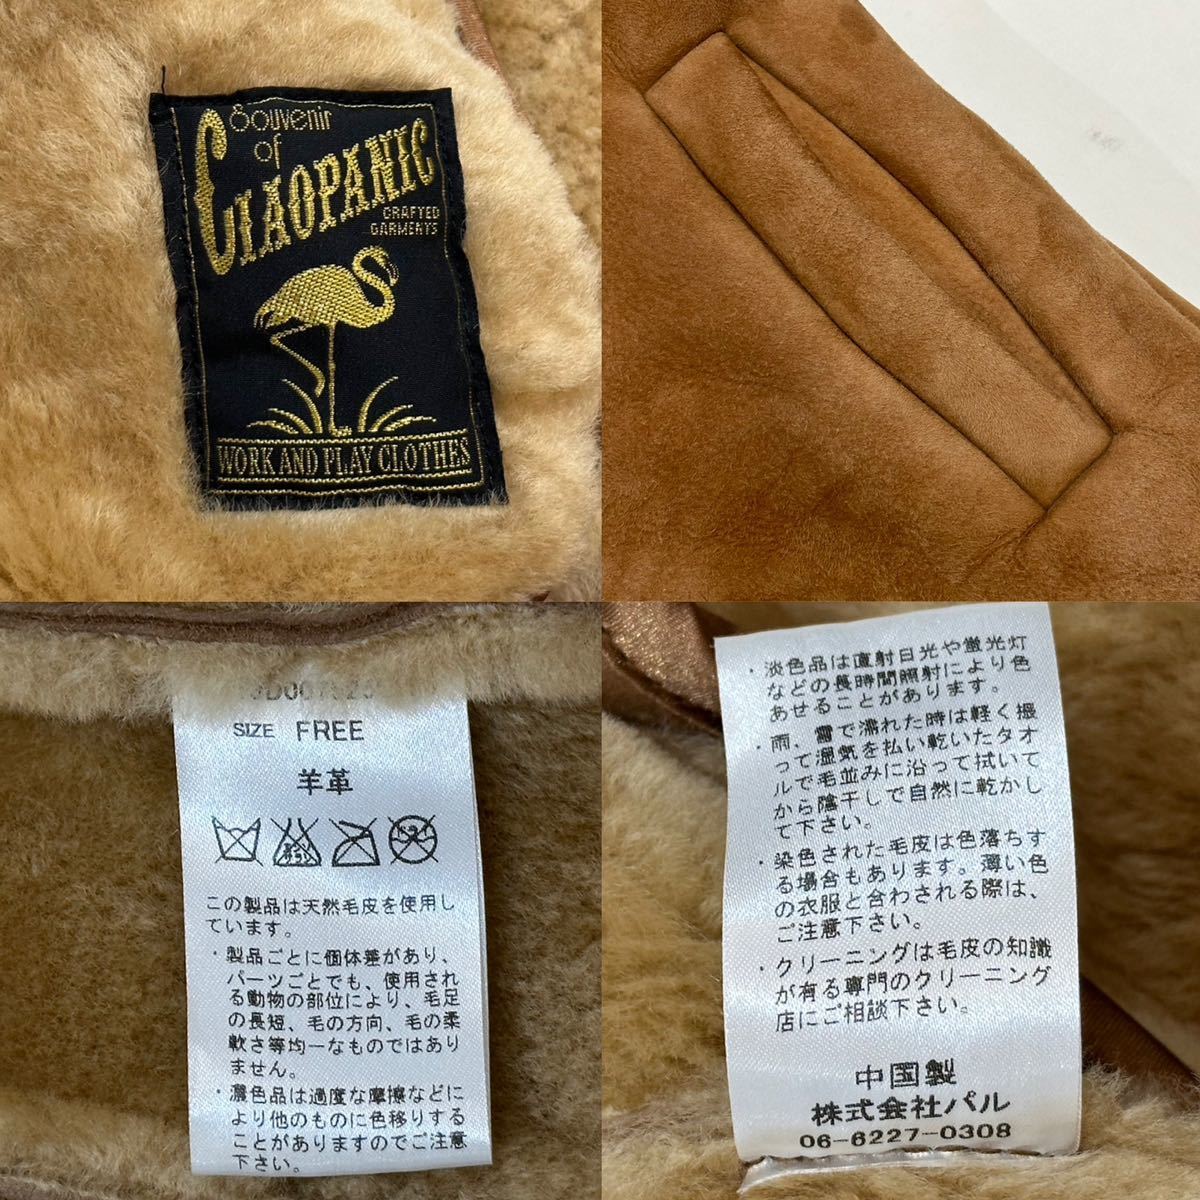 Souvenir
of
CIAOPANIC
CRAFTED
GARMENTS
WORK AND PLAY CLOTHES
SIZE FREE
羊革
この製品は天然毛皮を使用し
ています。
・製品ごとに個体差があり、
パーツごとでも、使用され
る動物の部位により、毛足
の長短、毛の方向、毛の柔
軟さ等均一なものではあり
ません。
・濃色品は過度な摩擦などに
より他のものに色移りする
ことがありますのでご注意
下さい。
・淡色品は直射日光や蛍光灯
などの長時間照射により色
あせることがあります。
・雨、雪で濡れた時は軽く振
って湿気を払い乾いたタオ
ルで毛並みに沿って拭いて
から陰干しで自然に乾かし
て下さい。
・染色された毛皮は色落ちす
る場合もあります。薄い色
の衣服と合わされる際は、
ご注意下さい。
・クリーニングは毛皮の知識
が有る専門のクリーニング
店にご相談下さい。
中国製
株式会社パル
06-6227-0308